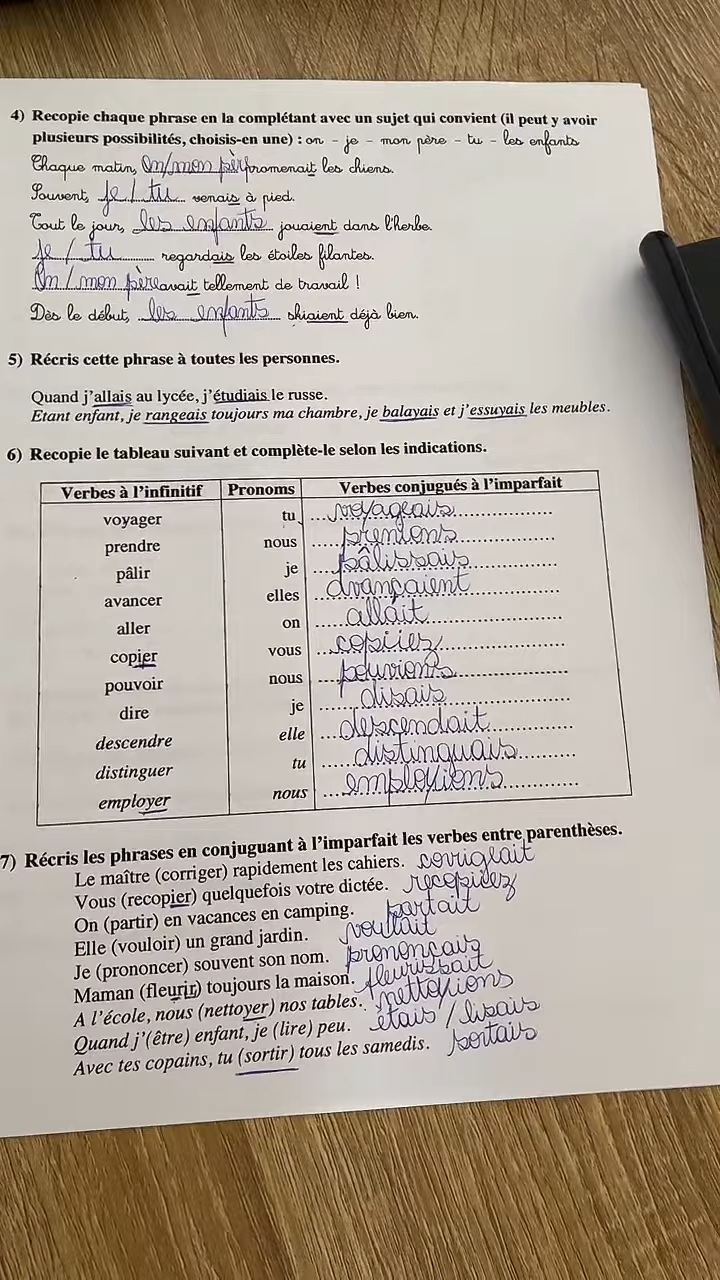 4) Recopie chaque phrase en la complétant avec un sujet qui convient (il peut y avoir
plusieurs possibilités, choisis-en une) : on - je - mon père - tu - les enfants
Chaque matin, On/mon père promenait les chiens.
Souvent, je / tu venais à pied.
Tout le jour, les enfants jouaient dans l'herbe.
je / tu regardais les étoiles filantes.
On / mon père avait tellement de travail !
Dès le début, les enfants skiaient déjà bien.
5) Récris cette phrase à toutes les personnes.
Quand j'allais au lycée, j'étudiais le russe.
Etant enfant, je rangeais toujours ma chambre, je balayais et j'essuyais les meubles.
6) Recopie le tableau suivant et complète-le selon les indications.
Verbes à l'infinitif Pronoms Verbes conjugués à l'imparfait
voyager tu voyageais
prendre nous prenions
pâlir je pâlissais
avancer elles avançaient
aller on allait
copier vous copiiez
pouvoir nous pouvions
dire je disais
descendre elle descendait
distinguer tu distinguais
employer nous employions
7) Récris les phrases en conjuguant à l'imparfait les verbes entre parenthèses.
Le maître (corriger) rapidement les cahiers. corrigeait
Vous (recopier) quelquefois votre dictée. recopiiez
On (partir) en vacances en camping. partait
Elle (vouloir) un grand jardin. voulait
Je (prononcer) souvent son nom. prononçais
Maman (fleurir) toujours la maison. fleurissait
A l'école, nous (nettoyer) nos tables. nettoyions
Quand j'(être) enfant, je (lire) peu. étais / lisais
Avec tes copains, tu (sortir) tous les samedis. sortais